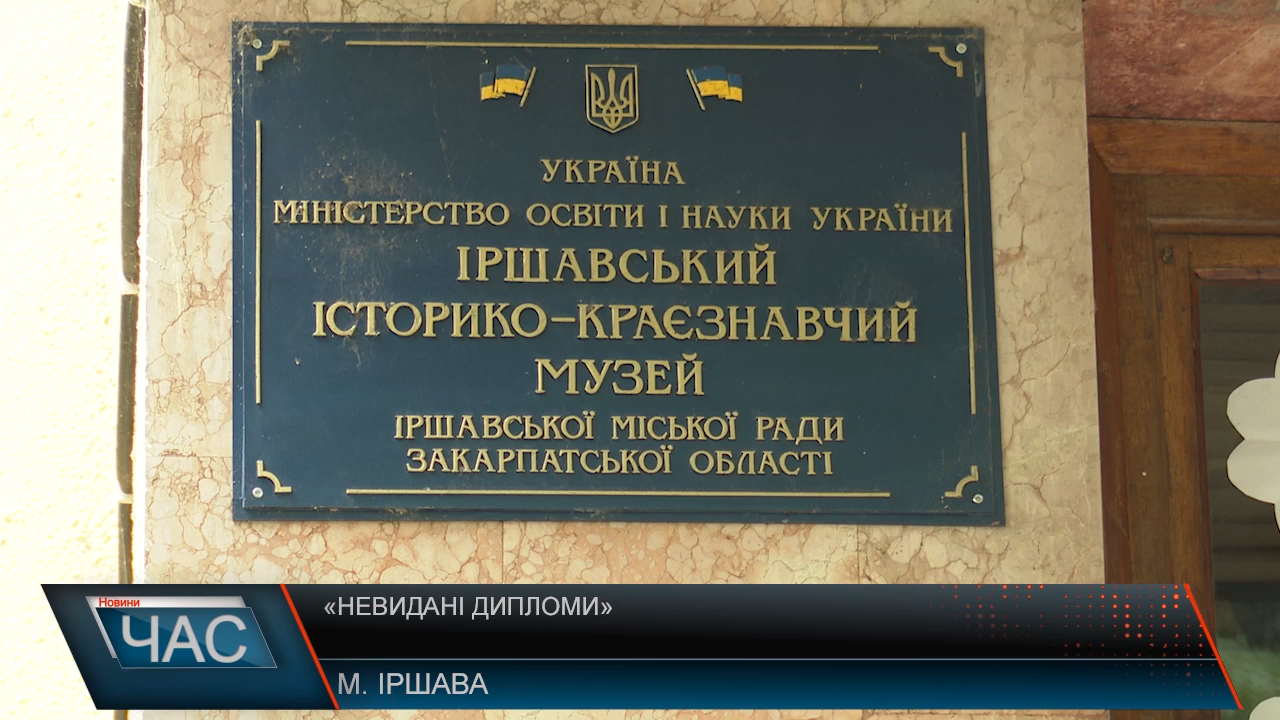 УКРАЇНА
МІНІСТЕРСТВО ОСВІТИ І НАУКИ УКРАЇНИ
ІРШАВСЬКИЙ
ІСТОРИКО-КРАЄЗНАВЧИЙ
МУЗЕЙ
ІРШАВСЬКОЇ МІСЬКОЇ РАДИ
ЗАКАРПАТСЬКОЇ ОБЛАСТІ
Новини
ЧАС
«НЕВИДАНІ ДИПЛОМИ»
М. ІРШАВА